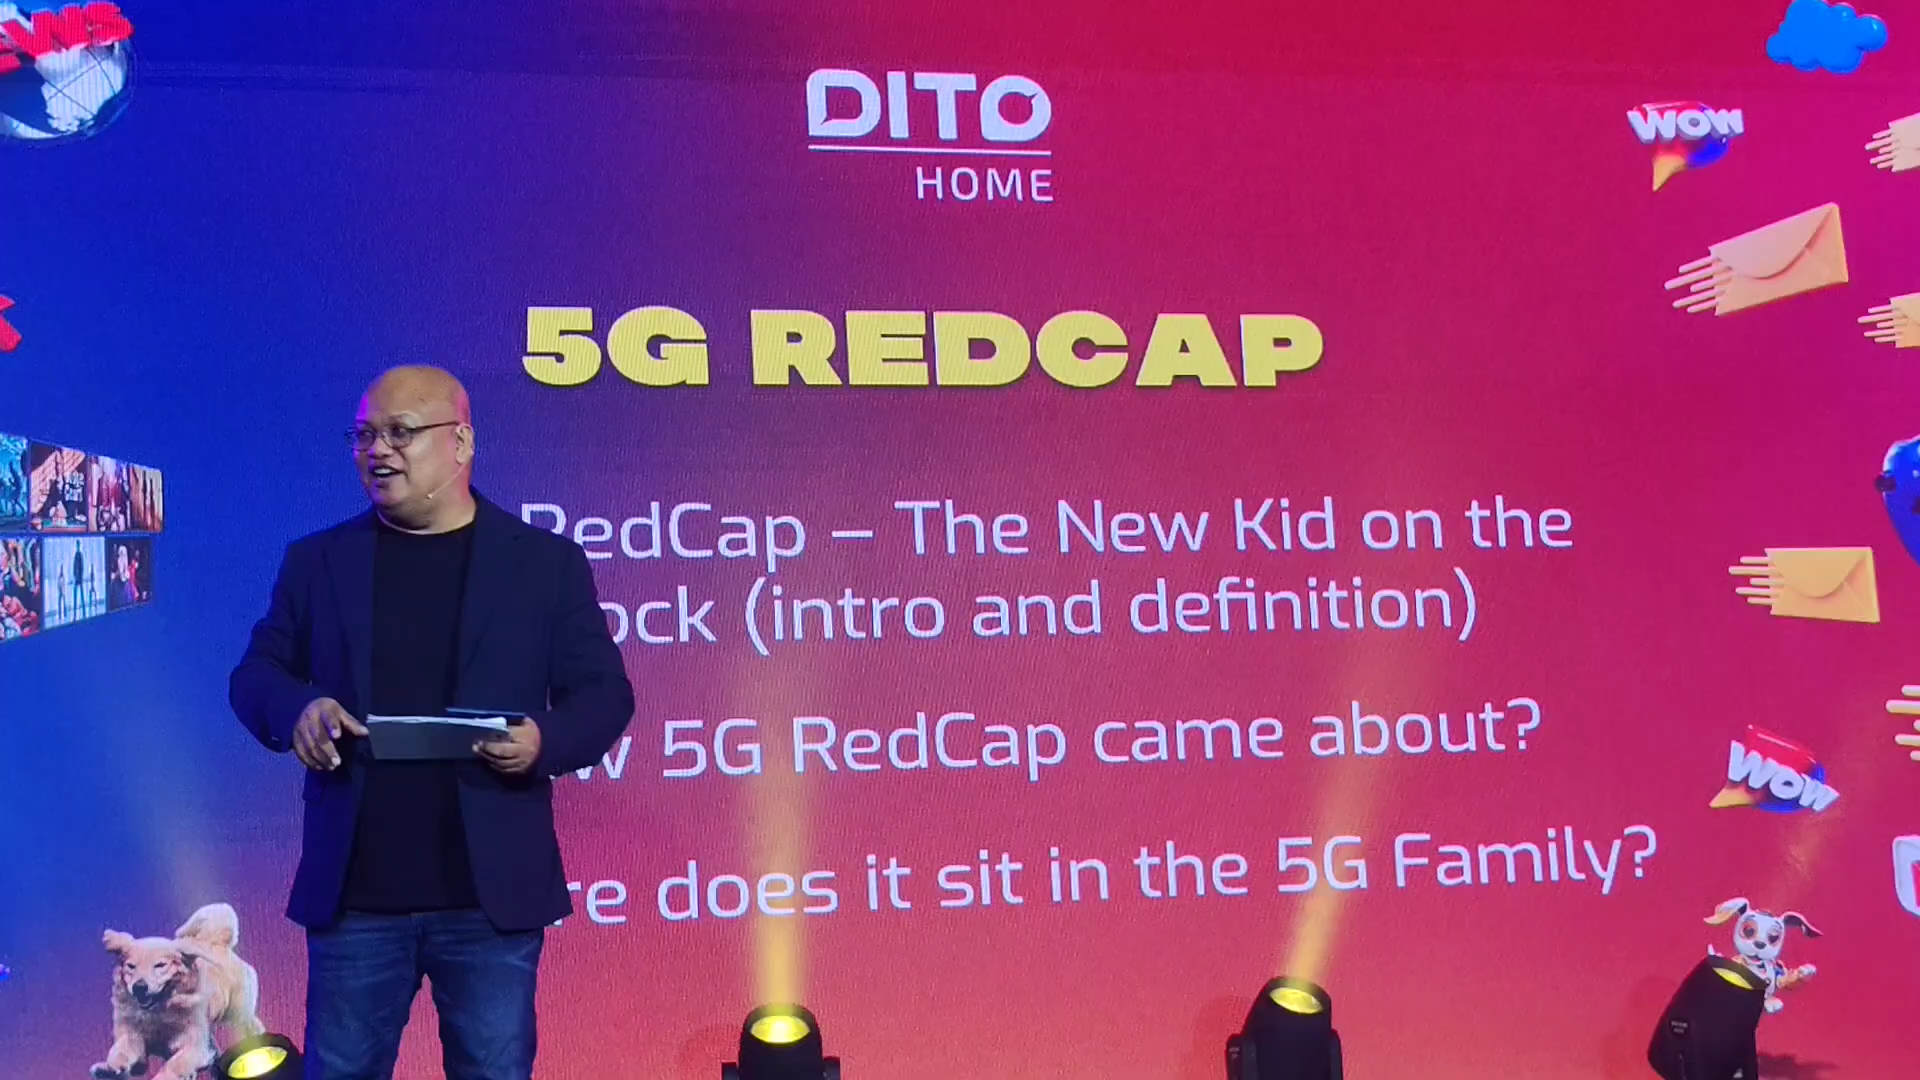 DITO
HOME
WOW
5G REDCAP
RedCap – The New Kid on the
ock (intro and definition)
w 5G RedCap came about?
re does it sit in the 5G Family?
WOW